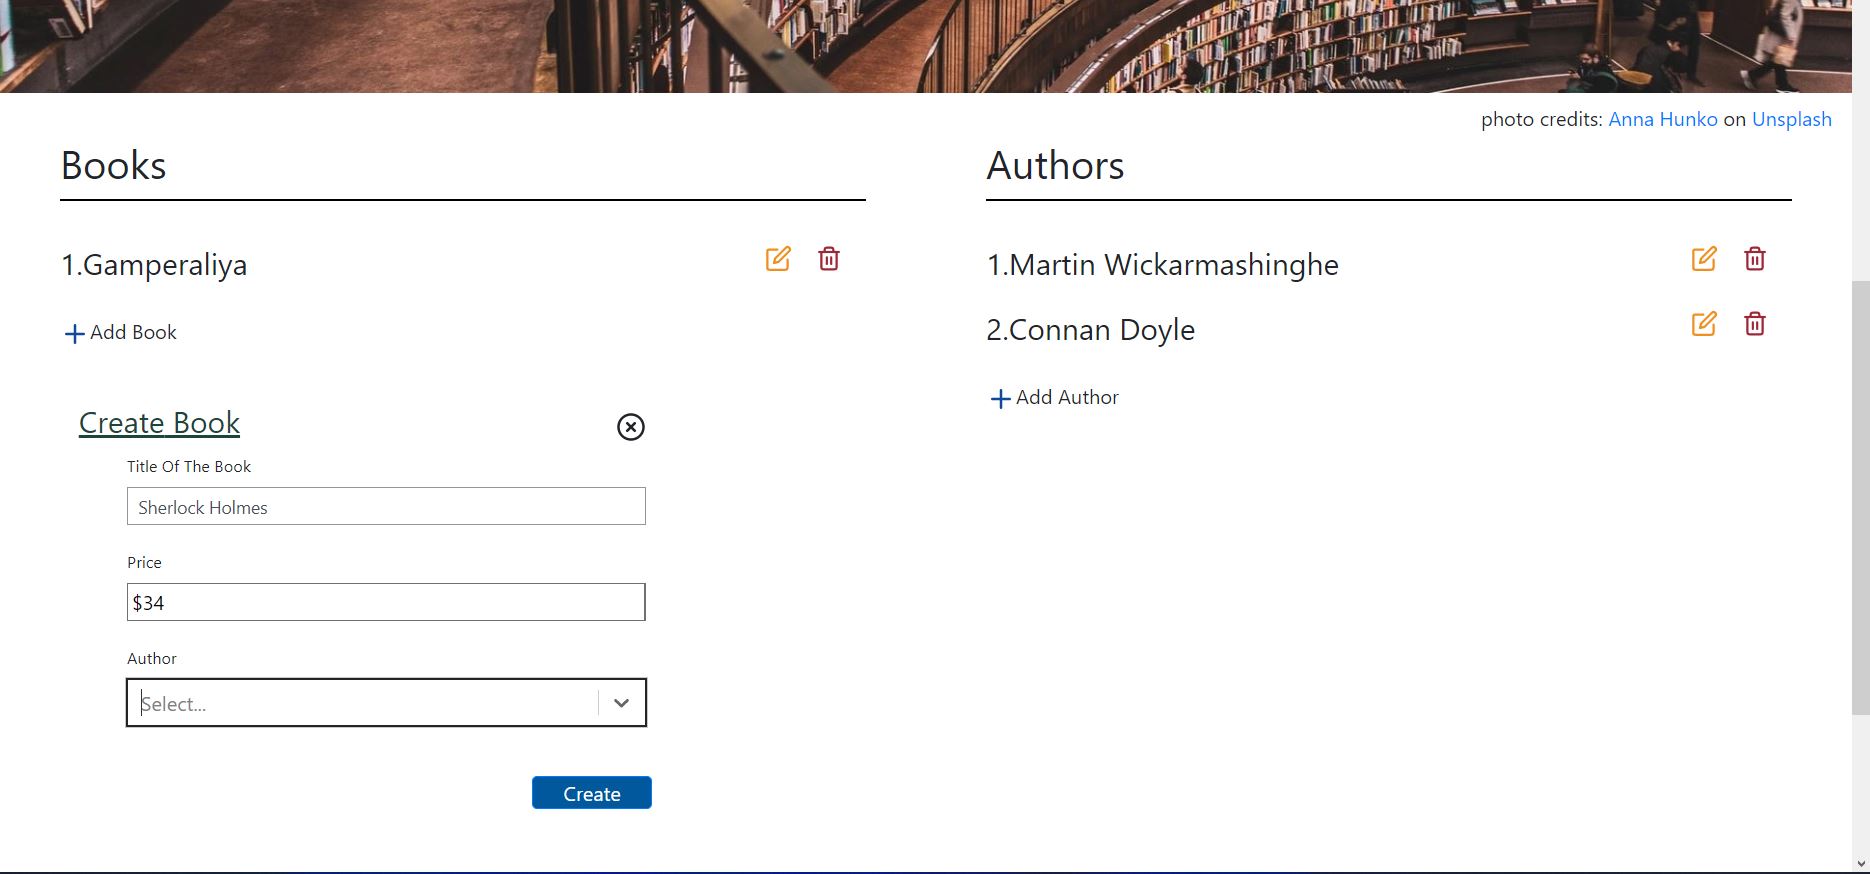 photo credits: Anna Hunko on Unsplash
Books
1.Gamperaliya
Add Book
Create Book
Title Of The Book
Sherlock Holmes
Price
$34
Author
Select...
Create
Authors
1.Martin Wickarmashinghe
2.Connan Doyle
Add Author